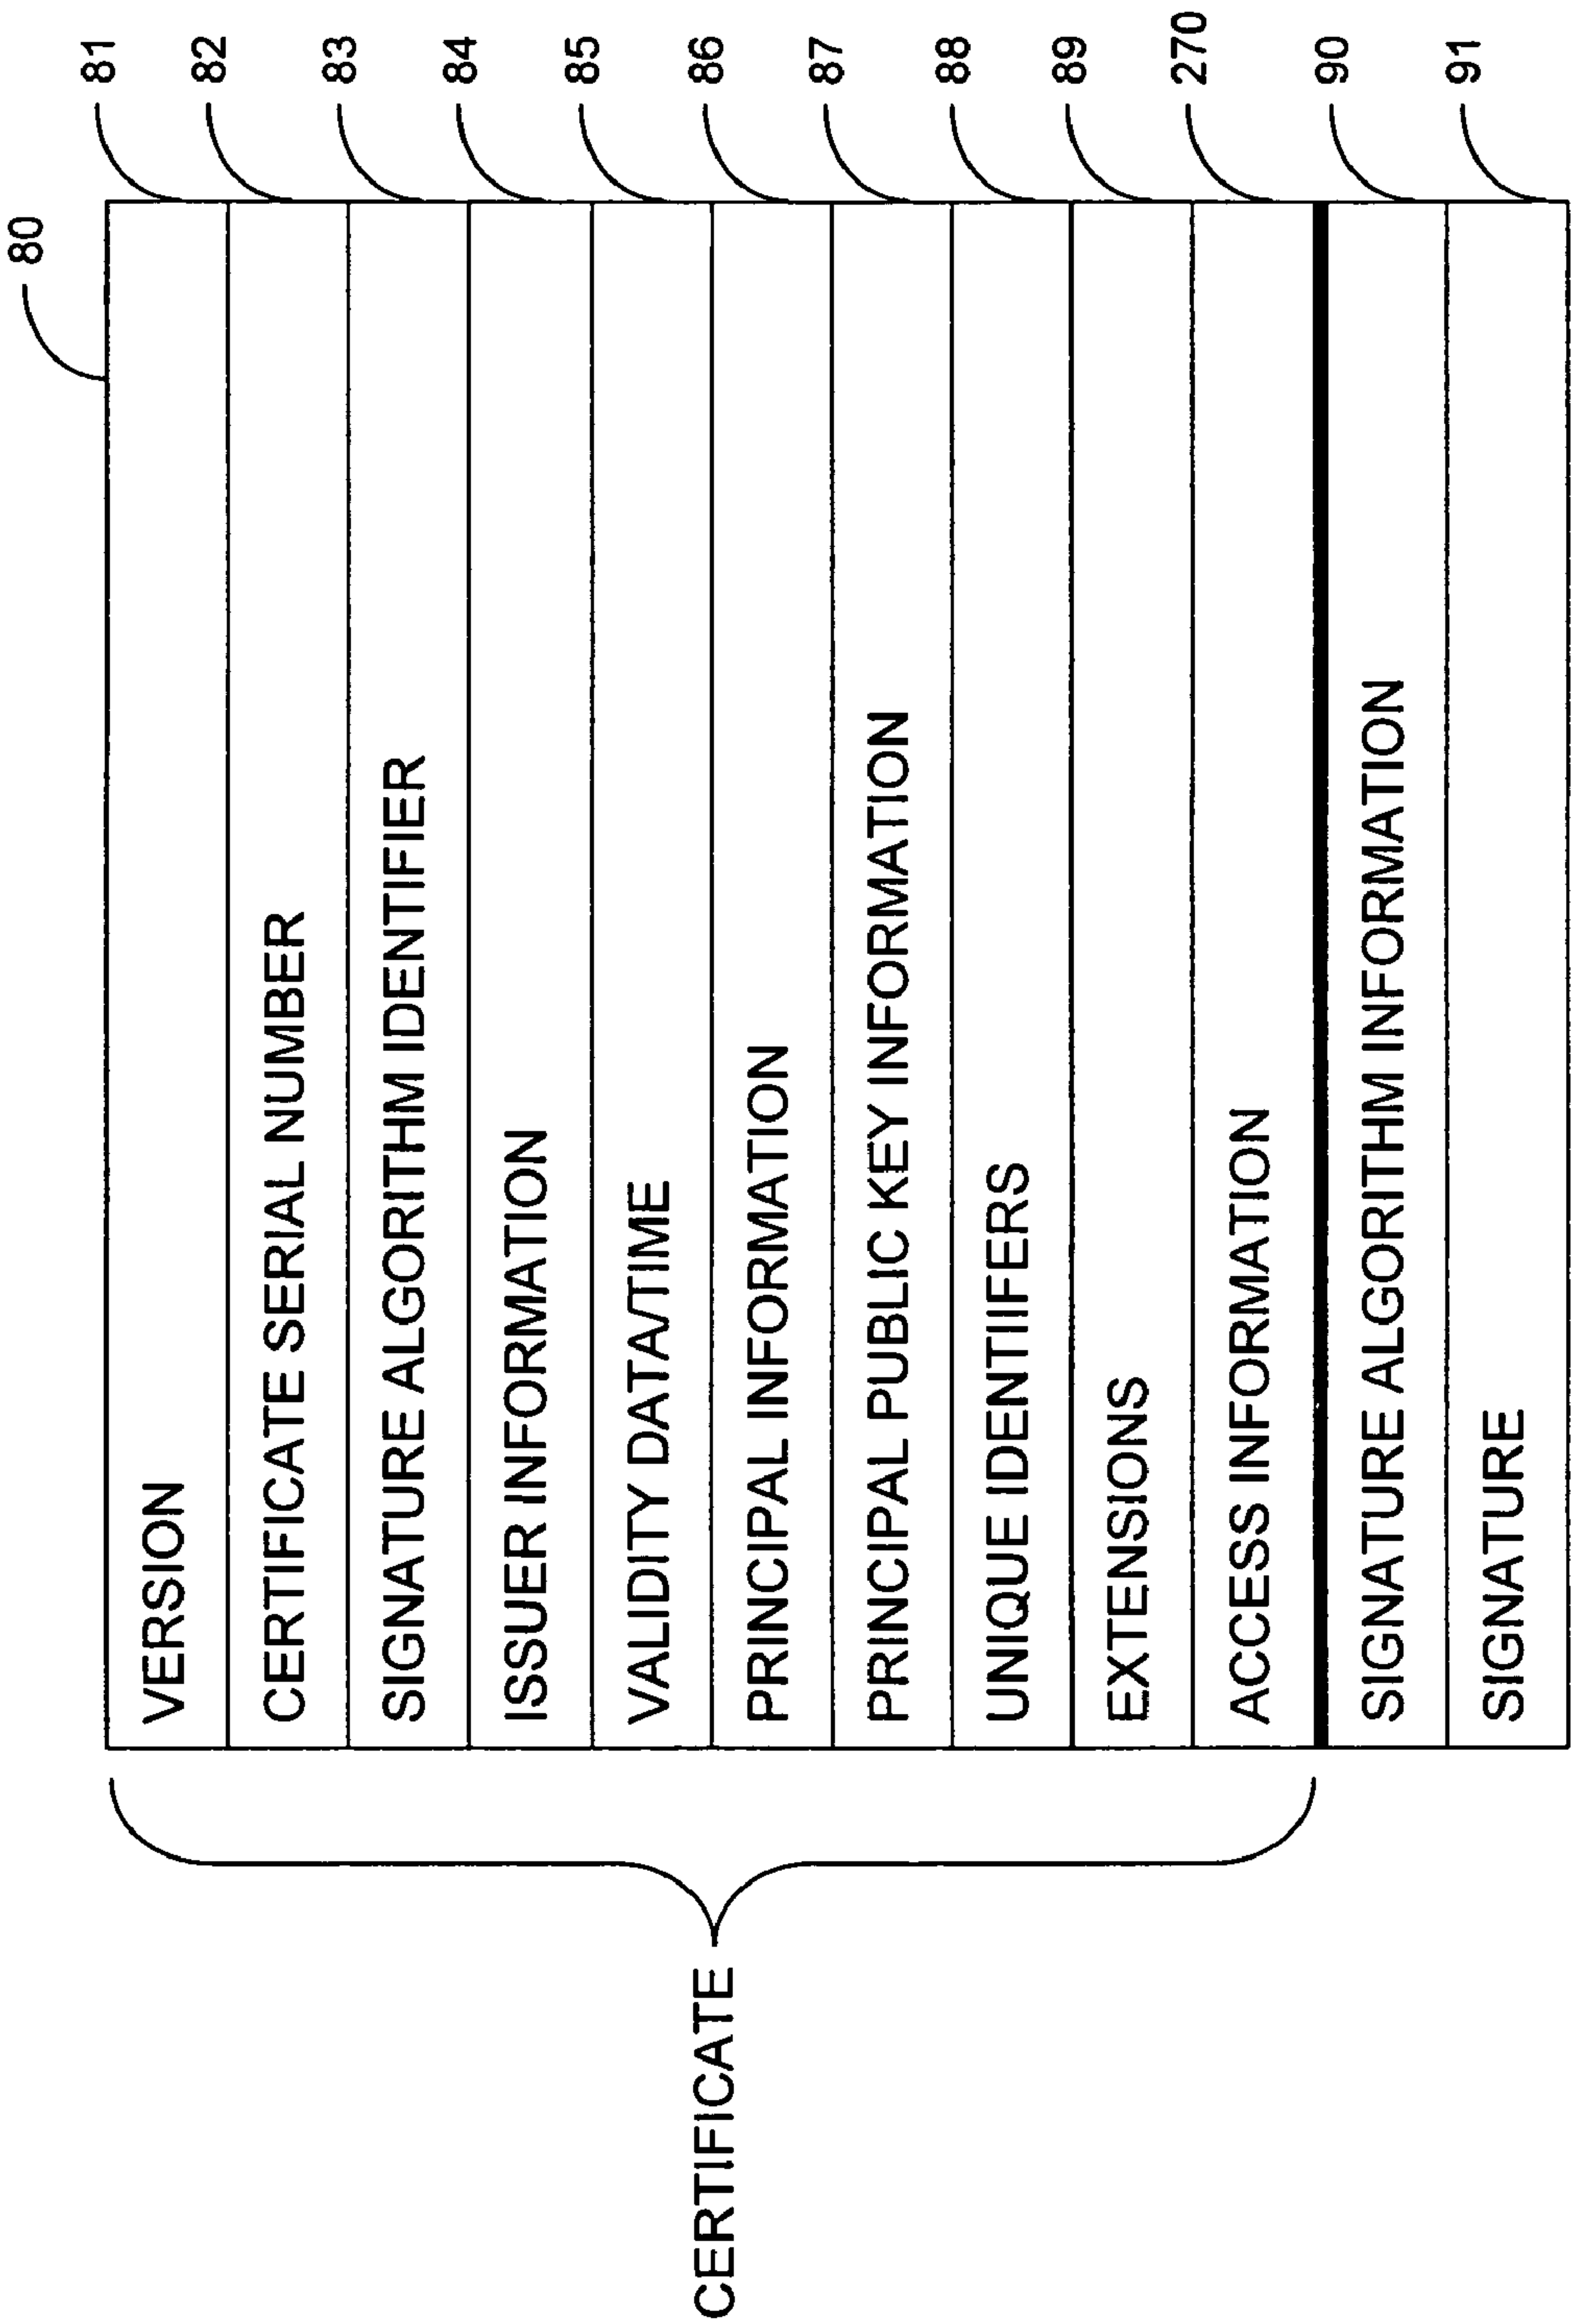 80
VERSION 81
CERTIFICATE SERIAL NUMBER 82
SIGNATURE ALGORITHM IDENTIFIER 83
ISSUER INFORMATION 84
VALIDITY DATA/TIME 85
CERTIFICATE
PRINCIPAL INFORMATION 86
PRINCIPAL PUBLIC KEY INFORMATION 87
UNIQUE IDENTIIFERS 88
EXTENSIONS 89
ACCESS INFORMATION 270
SIGNATURE ALGORITHM INFORMATION 90
SIGNATURE 91